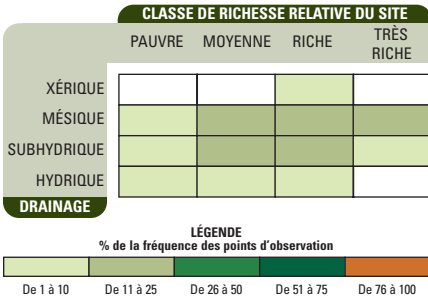 CLASSE DE RICHESSE RELATIVE DU SITE
PAUVRE MOYENNE RICHE TRÈS RICHE
XÉRIQUE
MÉSIQUE
SUBHYDRIQUE
HYDRIQUE
DRAINAGE
LÉGENDE
% de la fréquence des points d'observation
De 1 à 10 De 11 à 25 De 26 à 50 De 51 à 75 De 76 à 100